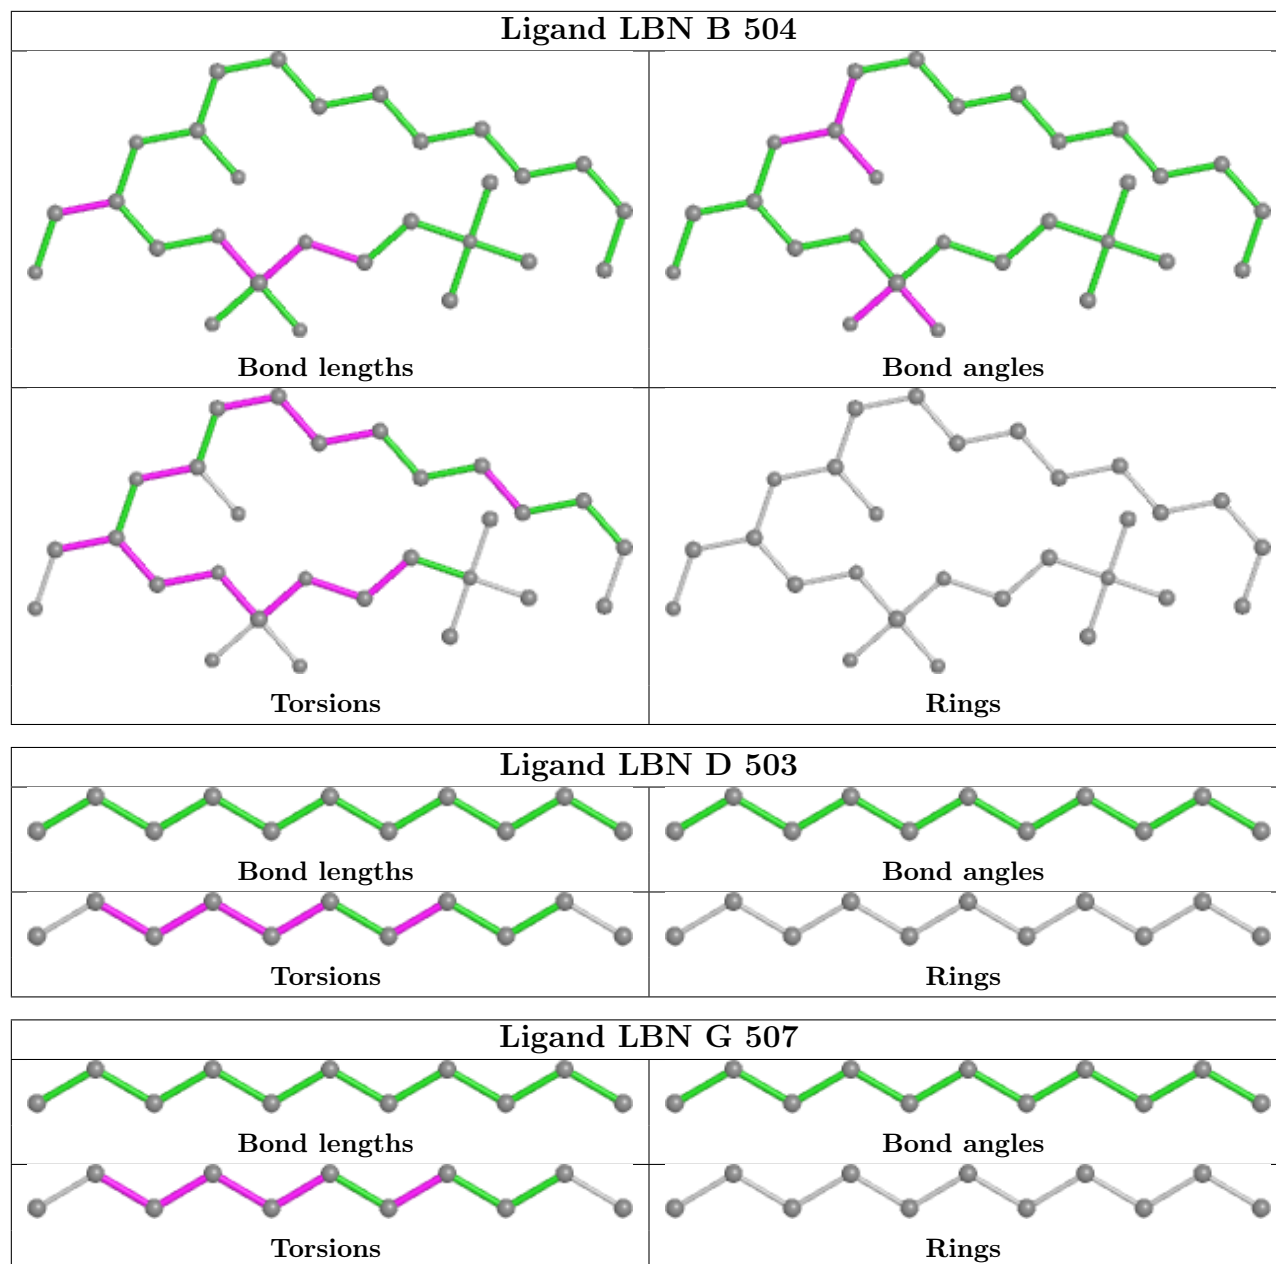 Ligand LBN B 504
Bond lengths
Bond angles
Torsions
Rings
Ligand LBN D 503
Bond lengths
Bond angles
Torsions
Rings
Ligand LBN G 507
Bond lengths
Bond angles
Torsions
Rings